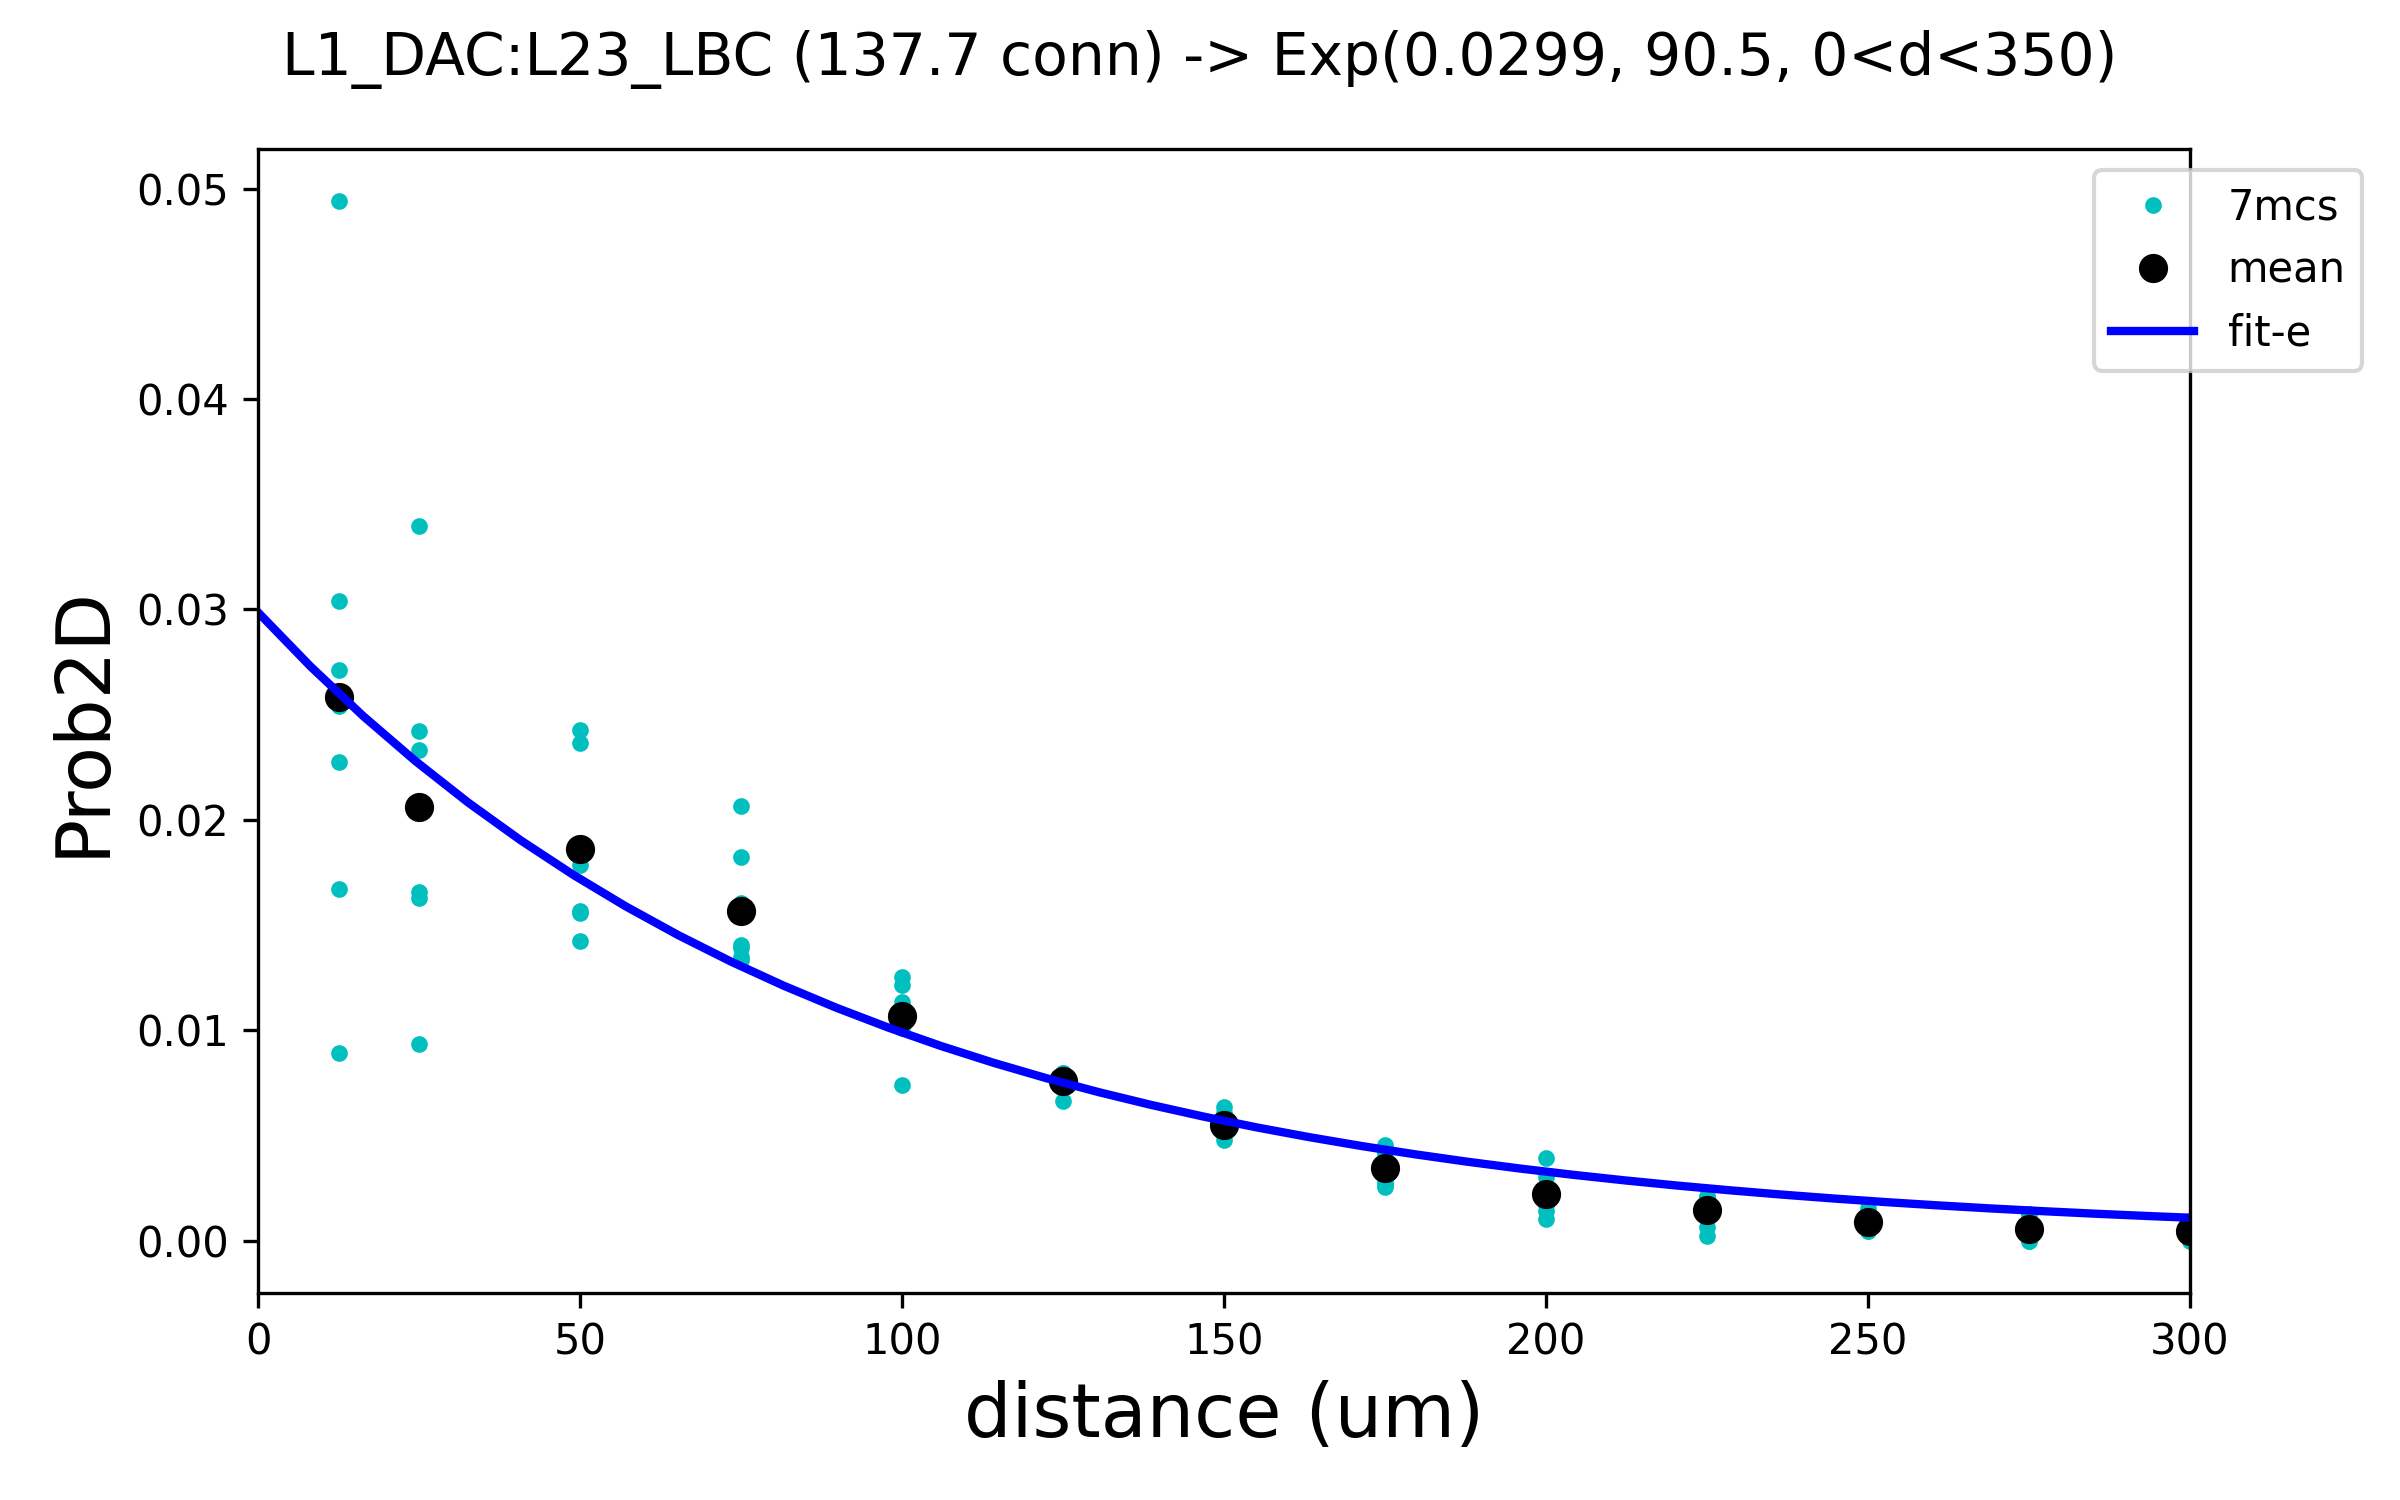 L1_DAC:L23_LBC (137.7 conn) -> Exp(0.0299, 90.5, 0<d<350)
7mcs
mean
fit-e
Prob2D
0.05
0.04
0.03
0.02
0.01
0.00
0 50 100 150 200 250 300
distance (um)